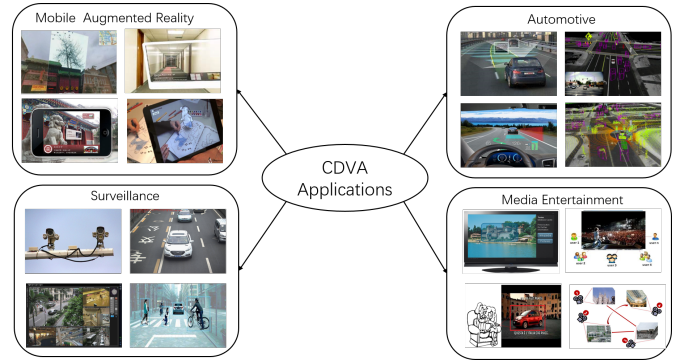 Mobile Augmented Reality
Automotive
CDVA
Applications
Surveillance
Media Entertainment